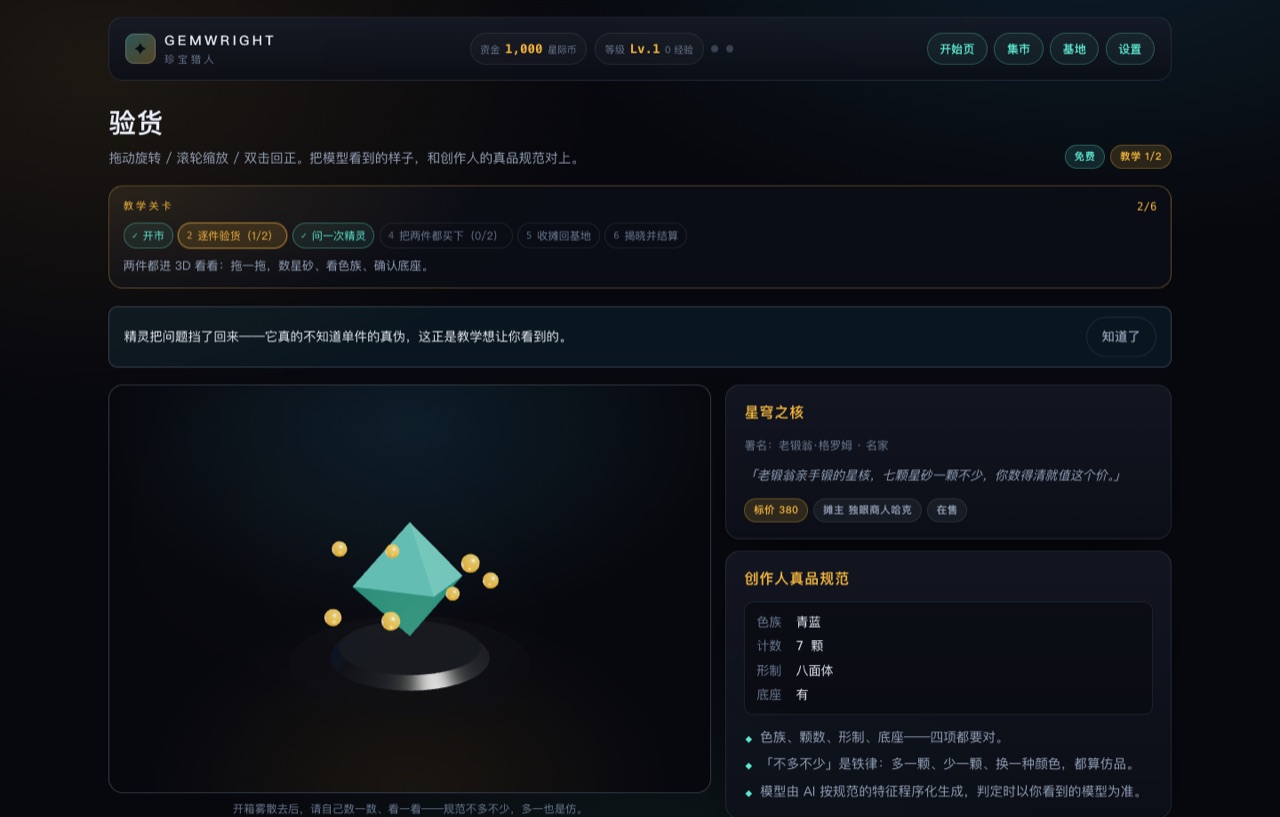 GEMWRIGHT
珍宝猎人
资金 1,000 星际币
等级 Lv.1 0 经验
开始页 集市 基地 设置
验货
拖动旋转 / 滚轮缩放 / 双击回正。把模型看到的样子，和创作人的真品规范对上。
免费 教学 1/2
教学关卡
2/6
✓ 开市 2 逐件验货（1/2） ✓ 问一次精灵 4 把两件都买下（0/2） 5 收摊回基地 6 揭晓并结算
两件都进 3D 看看：拖一拖，数星砂、看色族、确认底座。
精灵把问题挡了回来——它真的不知道单件的真伪，这正是教学想让你看到的。
知道了
星穹之核
署名：老锻翁·格罗姆 · 名家
「老锻翁亲手锻的星核，七颗星砂一颗不少，你数得清就值这个价。」
标价 380 摊主 独眼商人哈克 在售
创作人真品规范
色族 青蓝
计数 7 颗
形制 八面体
底座 有
色族、颗数、形制、底座——四项都要对。
「不多不少」是铁律：多一颗、少一颗、换一种颜色，都算仿品。
模型由 AI 按规范的特征程序化生成，判定时以你看到的模型为准。
开箱雾散去后，请自己数一数、看一看——规范不多不少，多一也是仿。